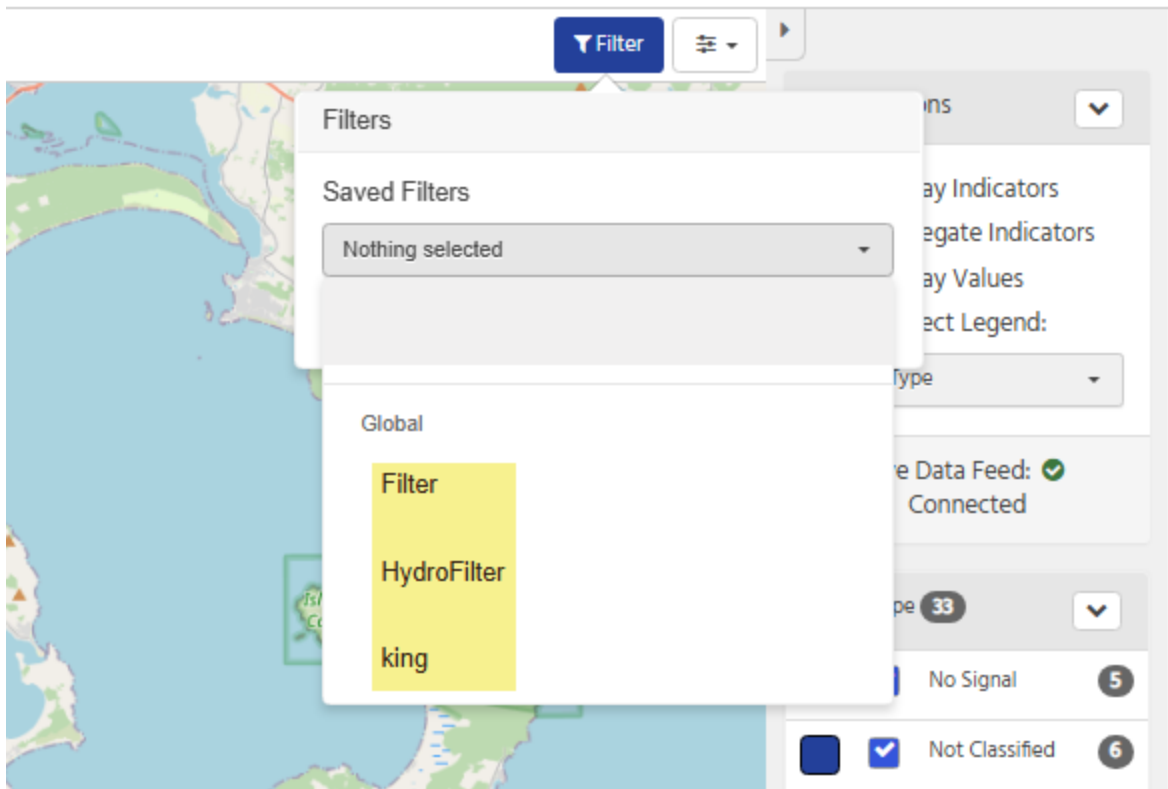 Filter
Filters
Saved Filters
Nothing selected
Global
Filter
HydroFilter
king
ons
ay Indicators
egate Indicators
ay Values
ect Legend:
Type
e Data Feed:
Connected
pe 33
No Signal 5
Not Classified 6